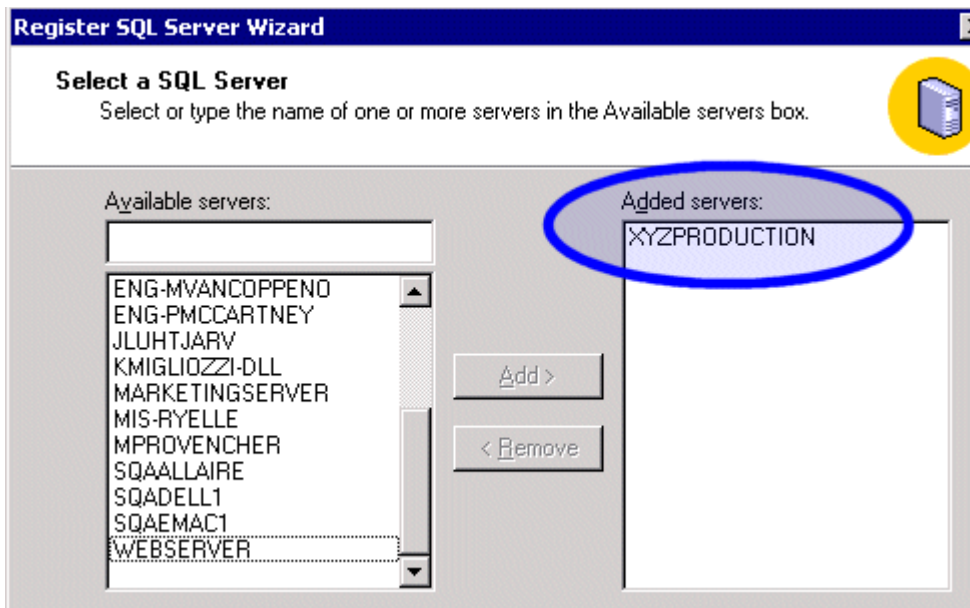 Register SQL Server Wizard
Select a SQL Server
Select or type the name of one or more servers in the Available servers box.
Available servers:
ENG-MVANCOPPENO
ENG-PMCCARTNEY
JLUHTJARV
KMIGLIOZZI-DLL
MARKETINGSERVER
MIS-RYELLE
MPROVENCHER
SQAALLAIRE
SQADELL1
SQAEMAC1
WEBSERVER
Add >
< Remove
Added servers:
XYZPRODUCTION